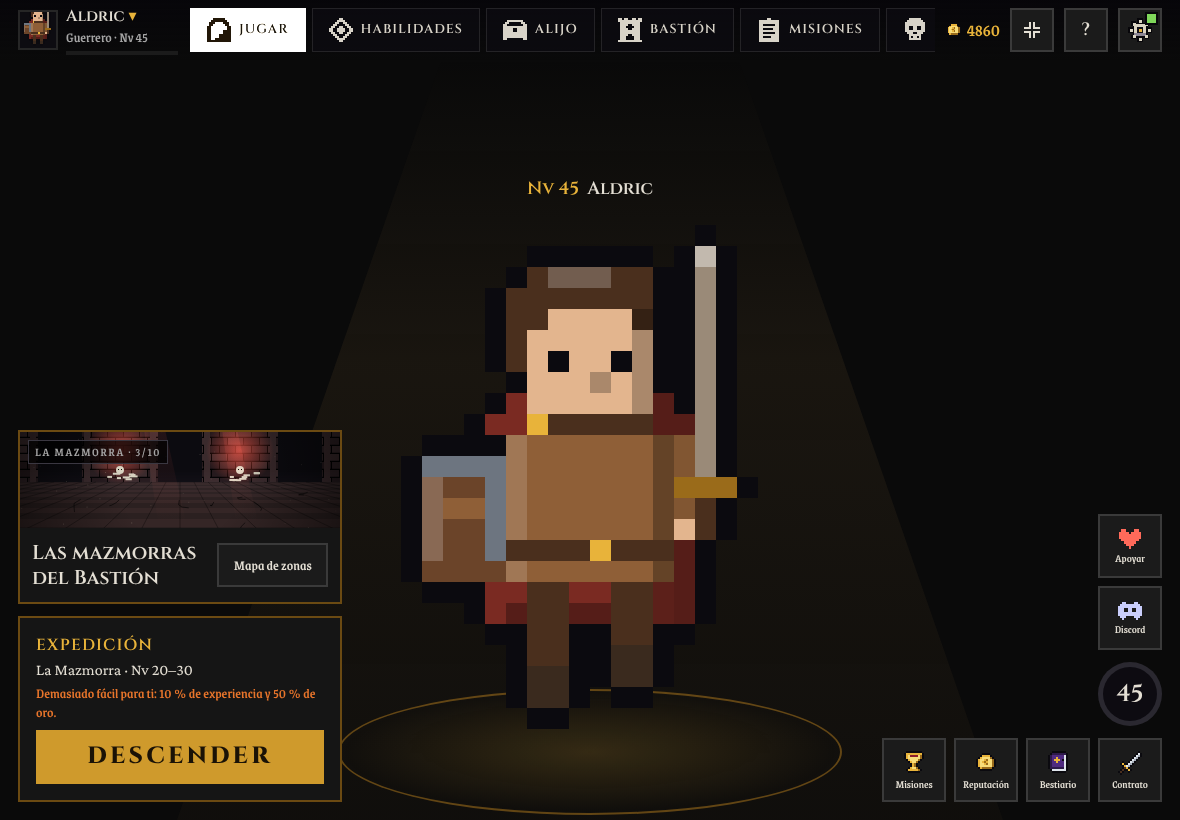 ALDRIC ▾
Guerrero · Nv 45
JUGAR
HABILIDADES
ALIJO
BASTIÓN
MISIONES
4860
?
Nv 45 ALDRIC
LA MAZMORRA · 3/10
LAS MAZMORRAS
DEL BASTIÓN
Mapa de zonas
EXPEDICIÓN
La Mazmorra · Nv 20–30
Demasiado fácil para ti: 10 % de experiencia y 50 % de
oro.
DESCENDER
Apoyar
Discord
45
Misiones
Reputación
Bestiario
Contrato